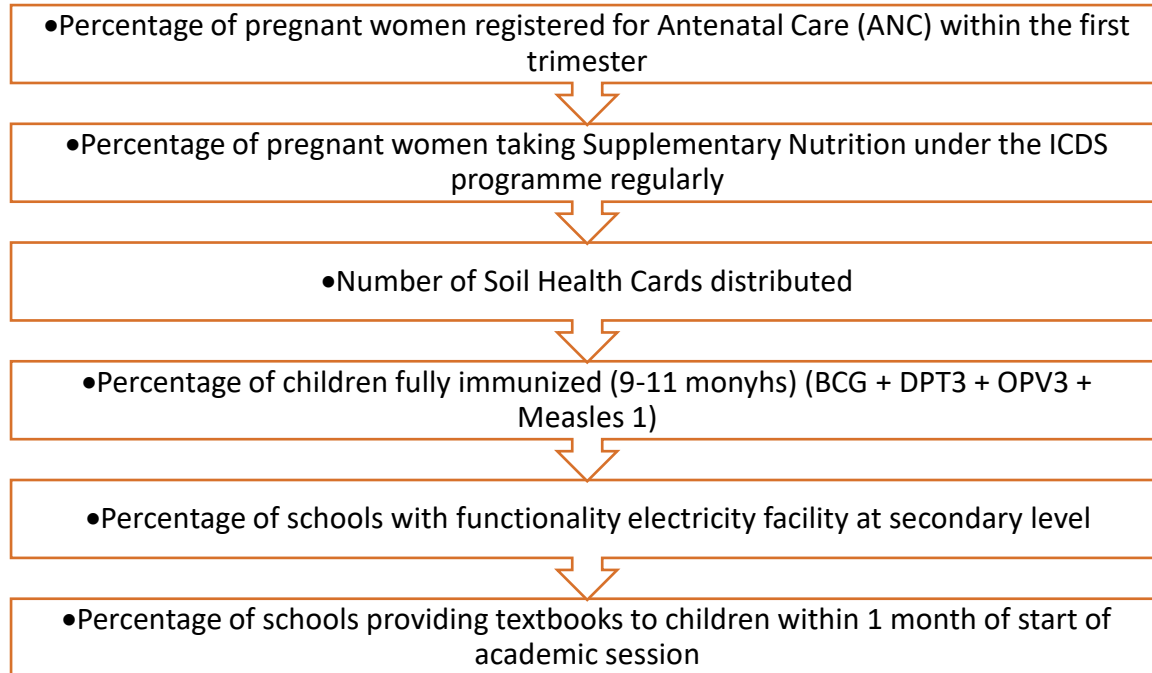 •Percentage of pregnant women registered for Antenatal Care (ANC) within the first
trimester
•Percentage of pregnant women taking Supplementary Nutrition under the ICDS
programme regularly
•Number of Soil Health Cards distributed
•Percentage of children fully immunized (9-11 monyhs) (BCG + DPT3 + OPV3 +
Measles 1)
•Percentage of schools with functionality electricity facility at secondary level
•Percentage of schools providing textbooks to children within 1 month of start of
academic session